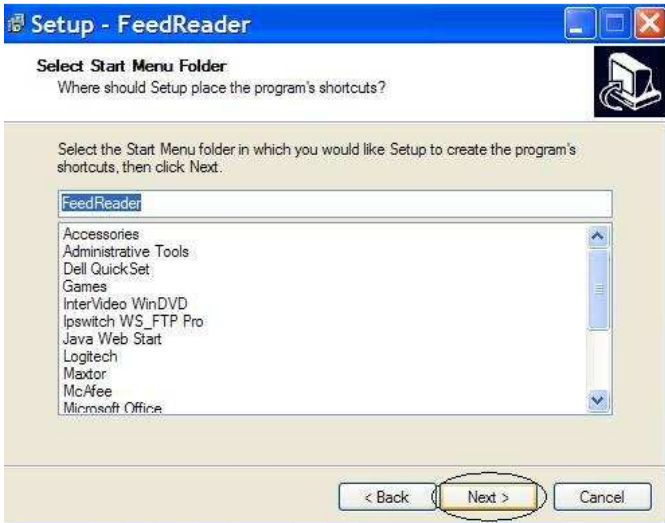 Setup - FeedReader
Select Start Menu Folder
Where should Setup place the program's shortcuts?
Select the Start Menu folder in which you would like Setup to create the program's
shortcuts, then click Next.
FeedReader
Accessories
Administrative Tools
Dell QuickSet
Games
InterVideo WinDVD
Ipswitch WS_FTP Pro
Java Web Start
Logitech
Maxtor
McAfee
Microsoft Office
< Back
Next >
Cancel